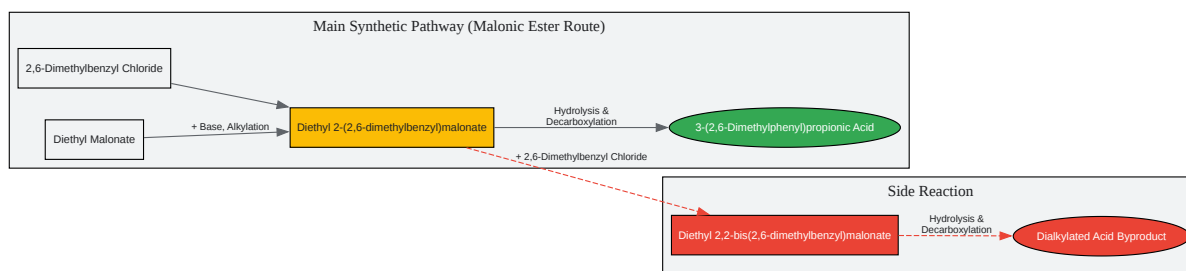 Main Synthetic Pathway (Malonic Ester Route)
2,6-Dimethylbenzyl Chloride
Diethyl Malonate
+ Base, Alkylation
Diethyl 2-(2,6-dimethylbenzyl)malonate
Hydrolysis &
Decarboxylation
3-(2,6-Dimethylphenyl)propionic Acid
+ 2,6-Dimethylbenzyl Chloride
Side Reaction
Diethyl 2,2-bis(2,6-dimethylbenzyl)malonate
Hydrolysis &
Decarboxylation
Dialkylated Acid Byproduct